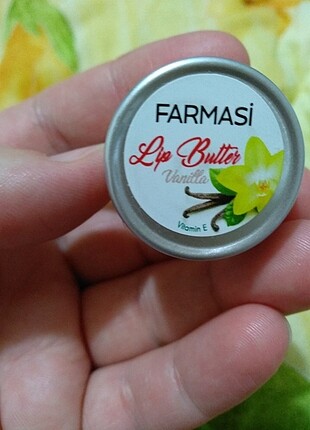 FARMASİ
Lip Butter
Vanilla
Vitamin E